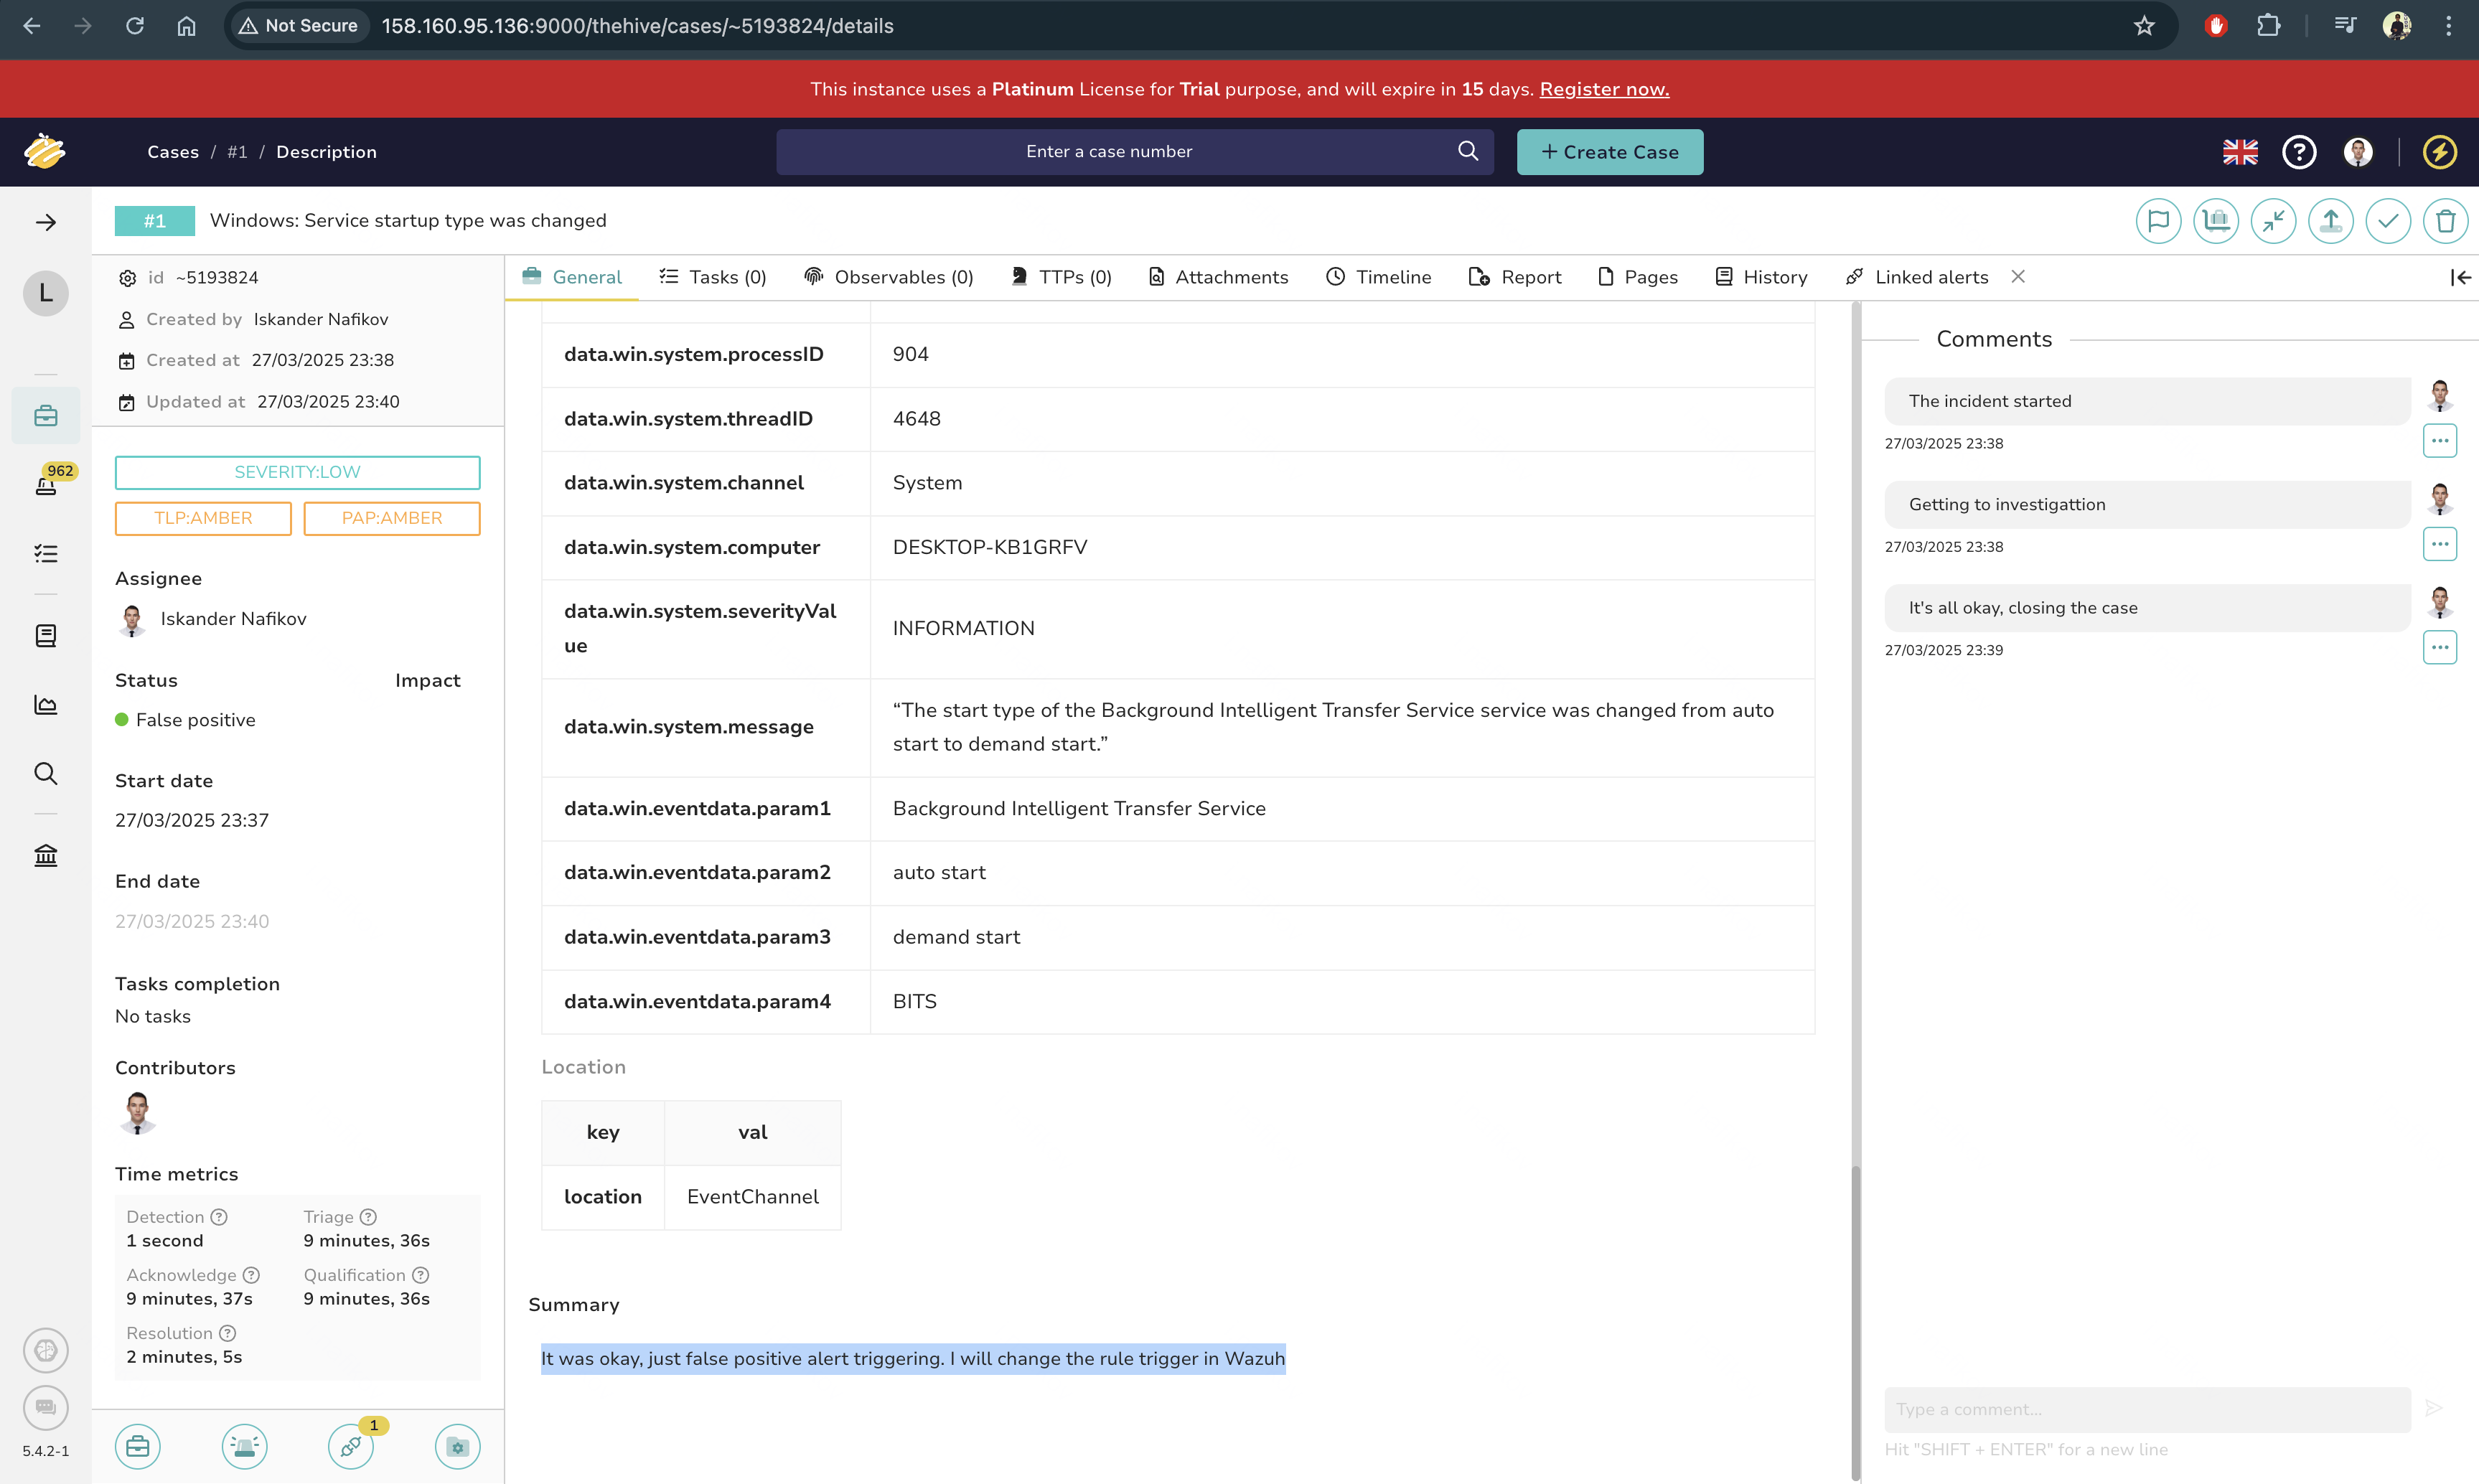 Not Secure 158.160.95.136:9000/thehive/cases/~5193824/details
This instance uses a Platinum License for Trial purpose, and will expire in 15 days. Register now.
Cases / #1 / Description
Enter a case number
+ Create Case
#1 Windows: Service startup type was changed
L
962
5.4.2-1
id ~5193824
Created by Iskander Nafikov
Created at 27/03/2025 23:38
Updated at 27/03/2025 23:40
SEVERITY:LOW
TLP:AMBER PAP:AMBER
Assignee
Iskander Nafikov
Status Impact
False positive
Start date
27/03/2025 23:37
End date
27/03/2025 23:40
Tasks completion
No tasks
Contributors
Time metrics
Detection ? Triage ?
1 second 9 minutes, 36s
Acknowledge ? Qualification ?
9 minutes, 37s 9 minutes, 36s
Resolution ?
2 minutes, 5s
1
General Tasks (0) Observables (0) TTPs (0) Attachments Timeline Report Pages History Linked alerts
data.win.system.processID 904
data.win.system.threadID 4648
data.win.system.channel System
data.win.system.computer DESKTOP-KB1GRFV
data.win.system.severityVal
ue INFORMATION
data.win.system.message “The start type of the Background Intelligent Transfer Service service was changed from auto
start to demand start.”
data.win.eventdata.param1 Background Intelligent Transfer Service
data.win.eventdata.param2 auto start
data.win.eventdata.param3 demand start
data.win.eventdata.param4 BITS
Location
key val
location EventChannel
Summary
It was okay, just false positive alert triggering. I will change the rule trigger in Wazuh
Comments
The incident started
27/03/2025 23:38
Getting to investigattion
27/03/2025 23:38
It's all okay, closing the case
27/03/2025 23:39
Type a comment...
Hit "SHIFT + ENTER" for a new line